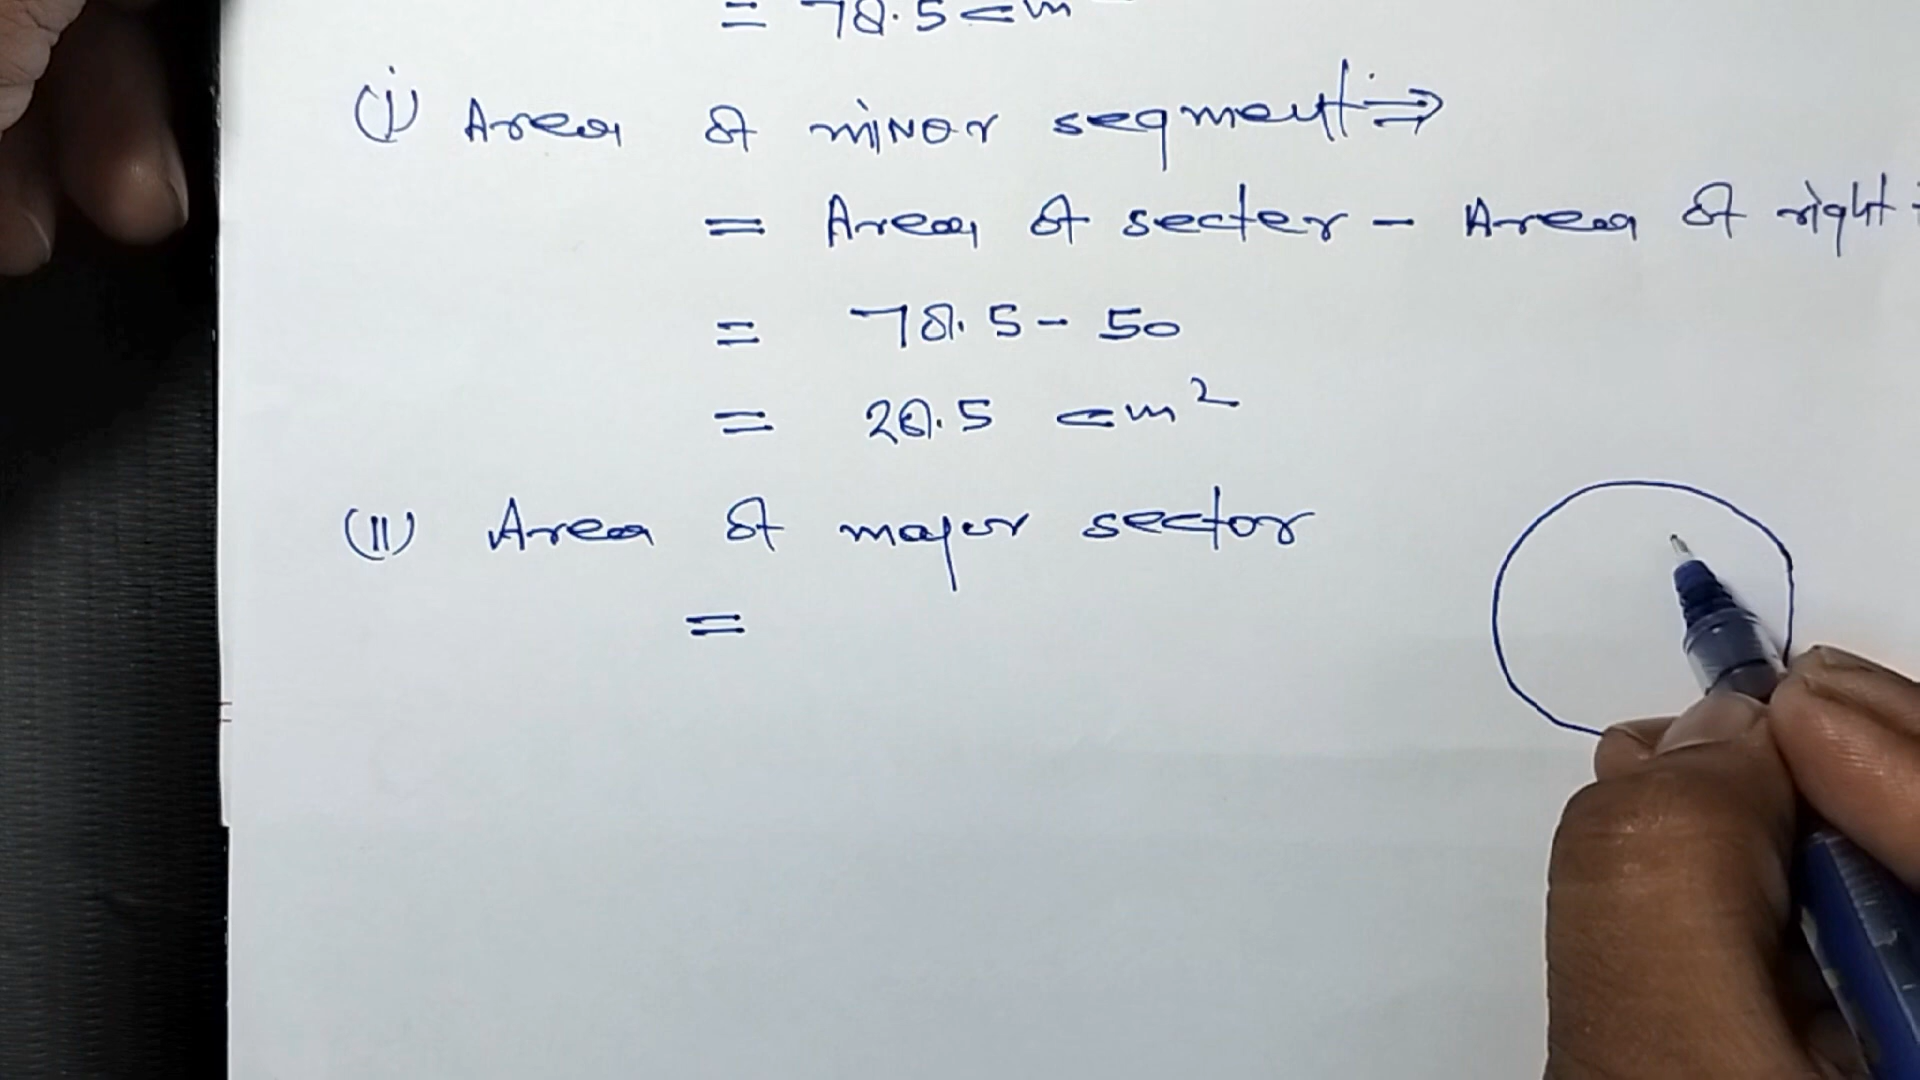 = 78.5 cm
(i) Area of minor segment ⇒
= Area of secter - Area of right
= 78.5 - 50
= 28.5 cm²
(II) Area of major sector
=